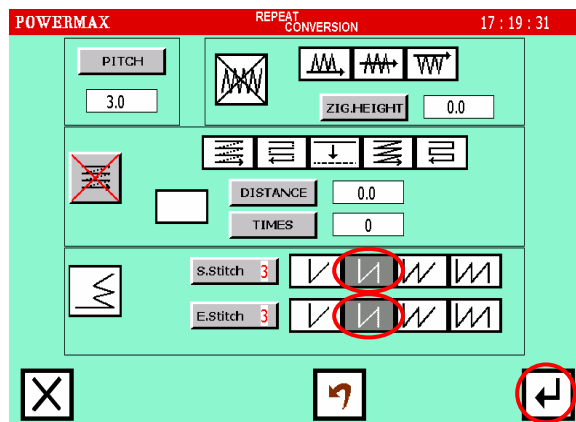 POWERMAX REPEAT CONVERSION 17 : 19 : 31
PITCH
3.0
ZIG.HEIGHT 0.0
DISTANCE 0.0
TIMES 0
S.Stitch 3
E.Stitch 3